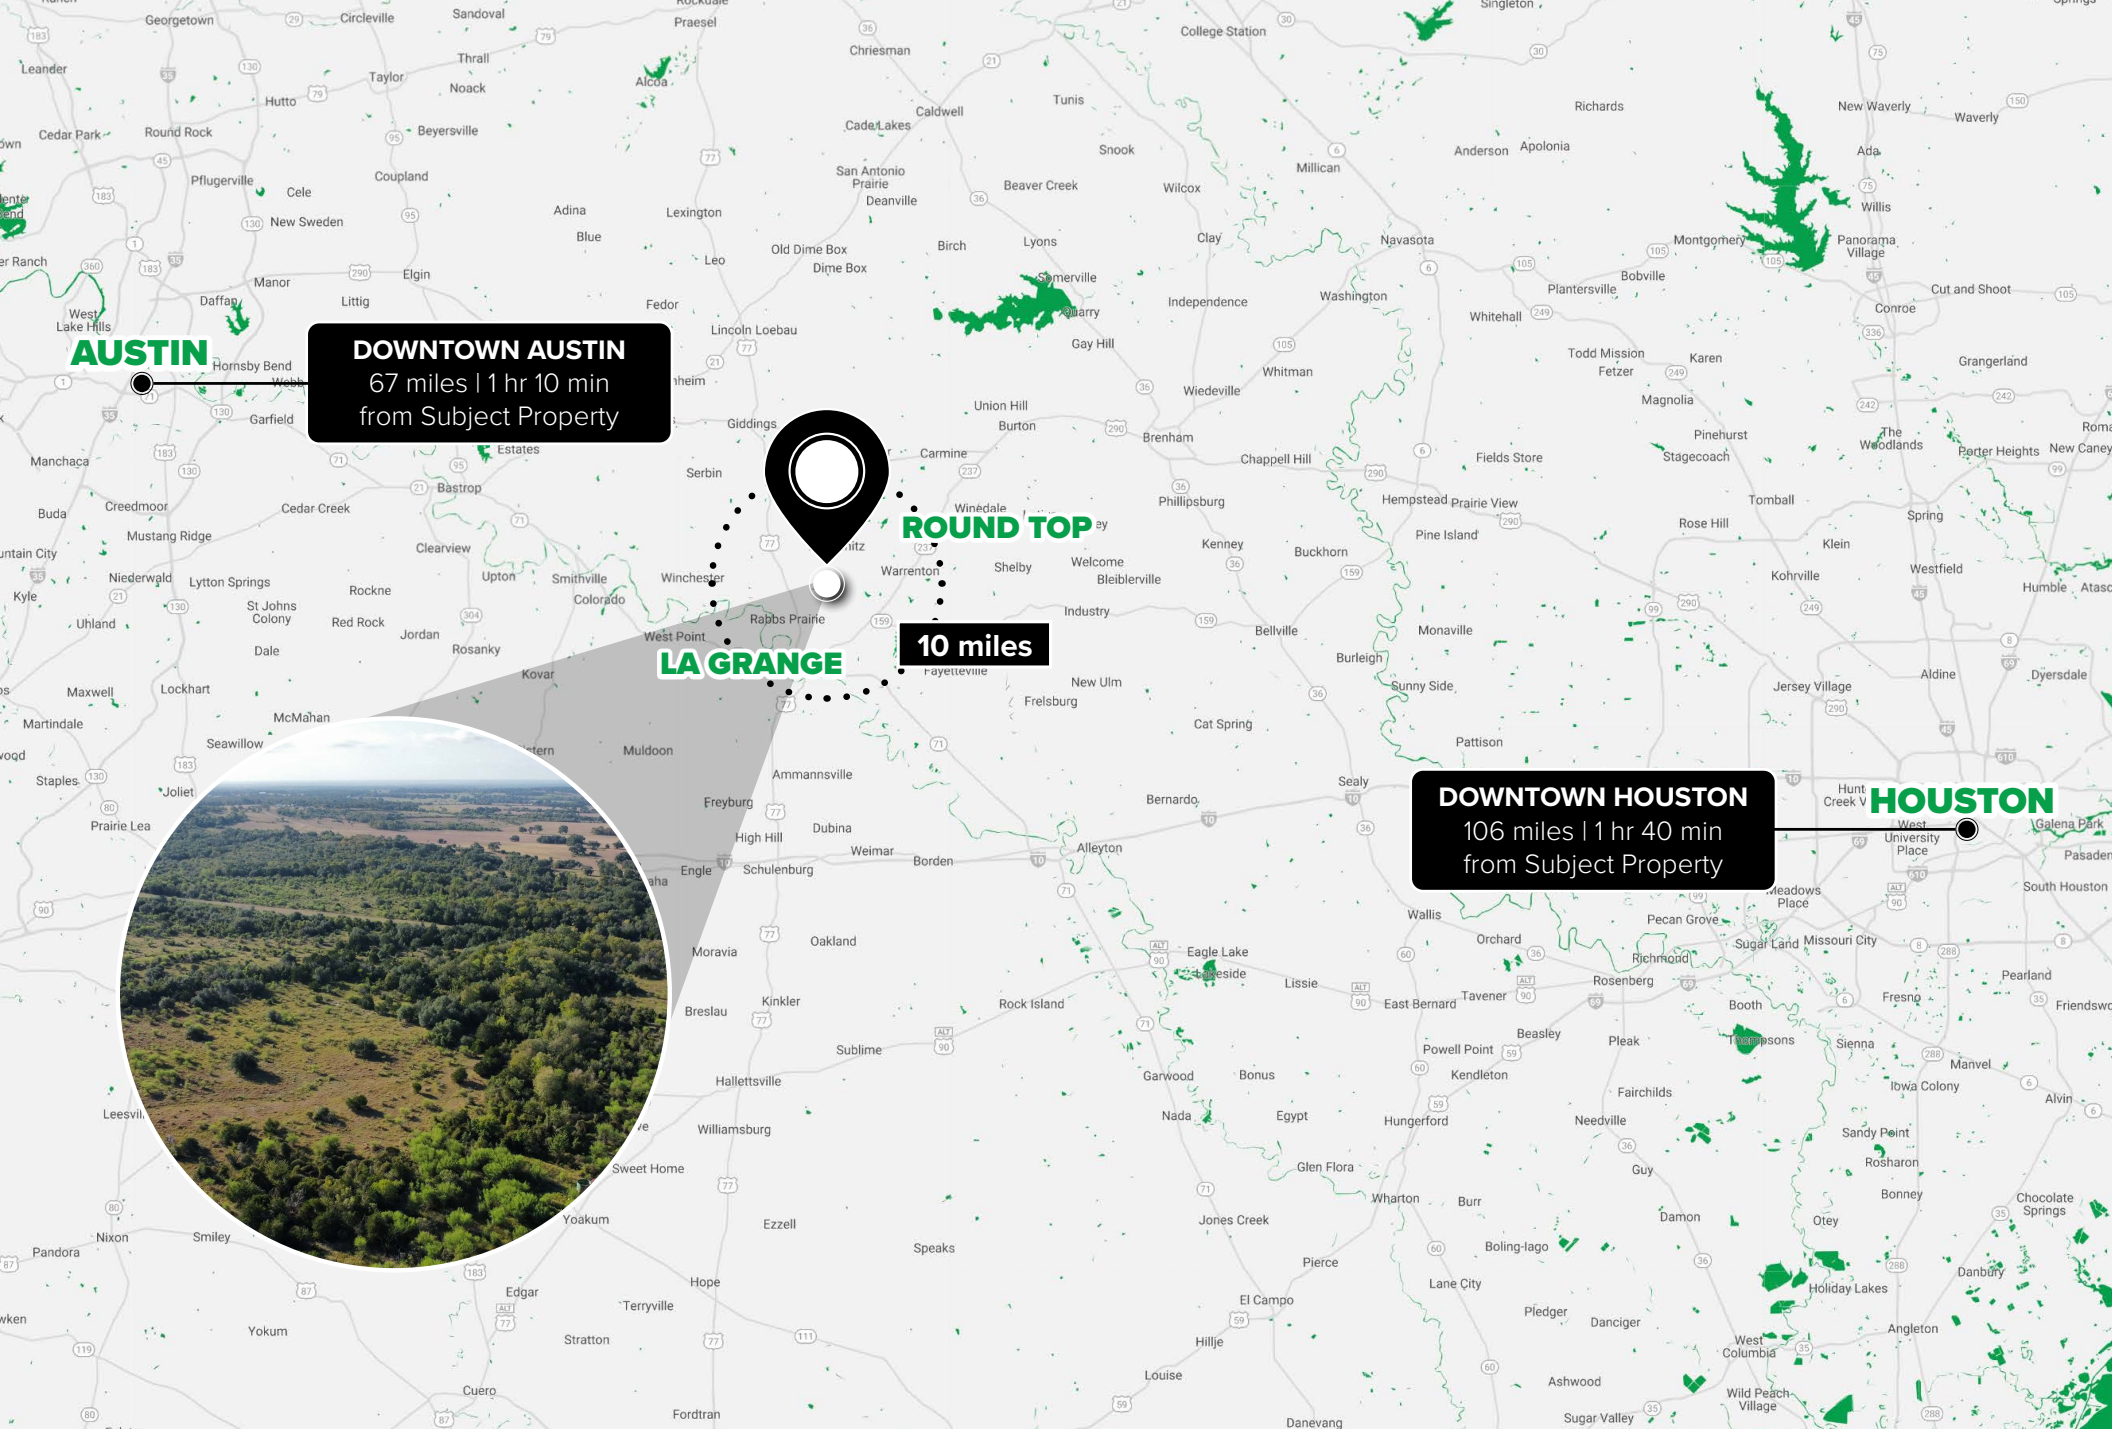 Georgetown
Circleville
Sandoval
Praesel
Chriesman
College Station
Singleton
Leander
Thrall
Taylor
Noack
Alcoa
Hutto
Caldwell
Tunis
Richards
New Waverly
Waverly
Cedar Park
Round Rock
Beyersville
Cade Lakes
Snook
Anderson
Apolonia
Ada
Millican
Pflugerville
Cele
Coupland
San Antonio
Prairie
Deanville
Beaver Creek
Wilcox
Willis
New Sweden
Adina
Blue
Lexington
Old Dime Box
Dime Box
Birch
Lyons
Clay
Navasota
Montgomery
Panorama
Village
Leo
Manor
Elgin
Somerville
Bobville
Plantersville
Cut and Shoot
Daffan
Littig
Fedor
Independence
Washington
Whitehall
Conroe
West
Lake Hills
Lincoln Loebau
Gay Hill
Todd Mission
Fetzer
Karen
Grangerland
AUSTIN
Hornsby Bend
DOWNTOWN AUSTIN
67 miles | 1 hr 10 min
from Subject Property
Whitman
Wiedeville
Magnolia
Garfield
Giddings
Union Hill
Burton
Brenham
Pinehurst
Stagecoach
The
Woodlands
Porter Heights
New Caney
Manchaca
Estates
Serbin
Carmine
Chappell Hill
Fields Store
Bastrop
Buda
Creedmoor
Cedar Creek
Winedale
Phillipsburg
Hempstead
Prairie View
Tomball
Spring
ROUND TOP
Mustang Ridge
Clearview
Kenney
Buckhorn
Pine Island
Rose Hill
Klein
Niederwald
Lytton Springs
Rockne
Upton
Smithville
Colorado
Winchester
Warrenton
Shelby
Welcome
Bleiblerville
Kohrville
Westfield
Humble
Kyle
Uhland
St Johns
Colony
Red Rock
Jordan
Rabbs Prairie
Industry
Bellville
Monaville
Dale
Rosanky
West Point
10 miles
LA GRANGE
Fayetteville
Burleigh
Maxwell
Lockhart
Kovar
New Ulm
Frelsburg
Sunny Side
Jersey Village
Aldine
Dyersdale
Martindale
McMahan
Seawillow
Muldoon
Cat Spring
Pattison
Staples
Joliet
Ammannsville
Sealy
DOWNTOWN HOUSTON
106 miles | 1 hr 40 min
from Subject Property
HOUSTON
Prairie Lea
Freyburg
High Hill
Dubina
Bernardo
West
University
Place
Galena Park
Weimar
Borden
Alleyton
Engle
Schulenburg
Meadows
Place
South Houston
Moravia
Oakland
Wallis
Orchard
Pecan Grove
Eagle Lake
Lakeside
Sugar Land
Missouri City
Richmond
Pearland
Breslau
Kinkler
Rock Island
Lissie
East Bernard
Tavener
Rosenberg
Booth
Fresno
Sublime
Powell Point
Beasley
Pleak
Thompsons
Sienna
Manvel
Hallettsville
Garwood
Bonus
Kendleton
Fairchilds
Iowa Colony
Alvin
Williamsburg
Nada
Egypt
Hungerford
Needville
Sandy Point
Sweet Home
Glen Flora
Guy
Rosharon
Wharton
Burr
Bonney
Chocolate
Springs
Yoakum
Ezzell
Jones Creek
Damon
Otey
Pandora
Nixon
Smiley
Speaks
Boling-Iago
Pierce
Danbury
Edgar
Hope
Lane City
Holiday Lakes
Terryville
El Campo
Pledger
Danciger
Yokum
Stratton
Hillje
Angleton
West
Columbia
Cuero
Louise
Ashwood
Wild Peach
Village
Fordtran
Danevang
Sugar Valley